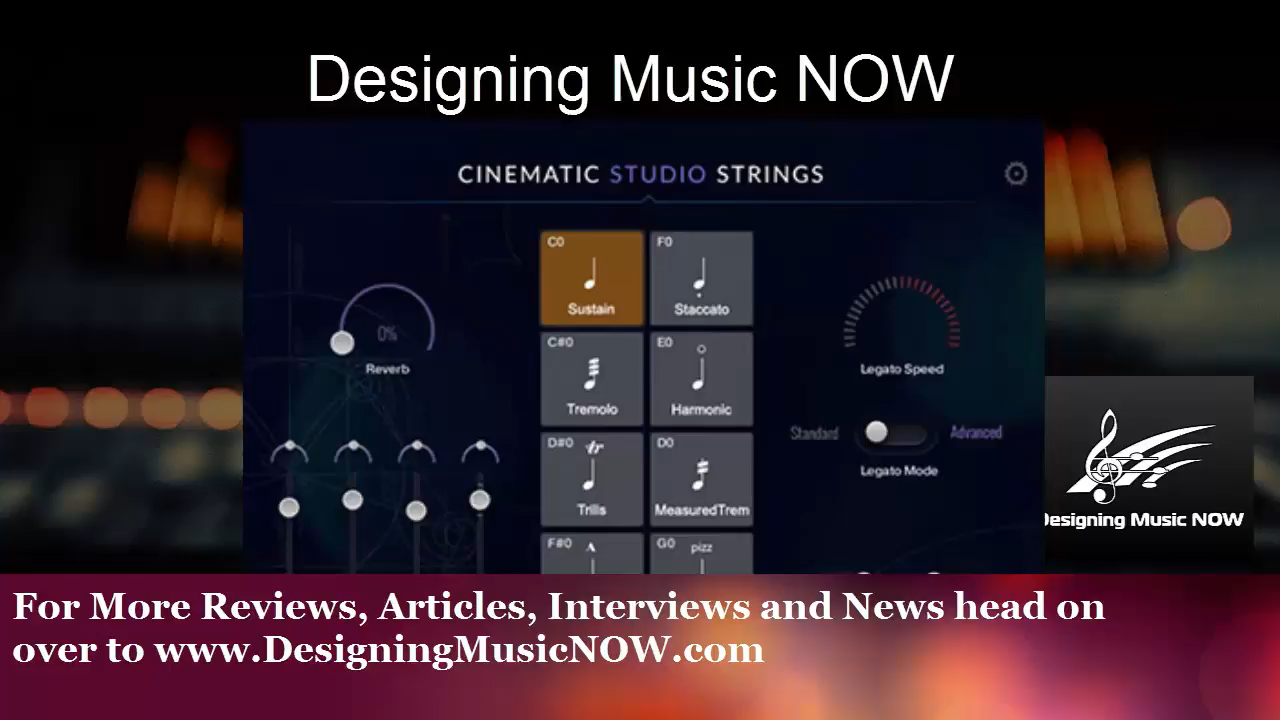 Designing Music NOW
CINEMATIC STUDIO STRINGS
C0
Sustain
F0
Staccato
0%
Reverb
Legato Speed
C#0
Tremolo
E0
Harmonic
Standard
Advanced
Legato Mode
D#0
tr
Trills
D0
MeasuredTrem
F#0
A
G0
pizz
Designing Music NOW
For More Reviews, Articles, Interviews and News head on
over to www.DesigningMusicNOW.com